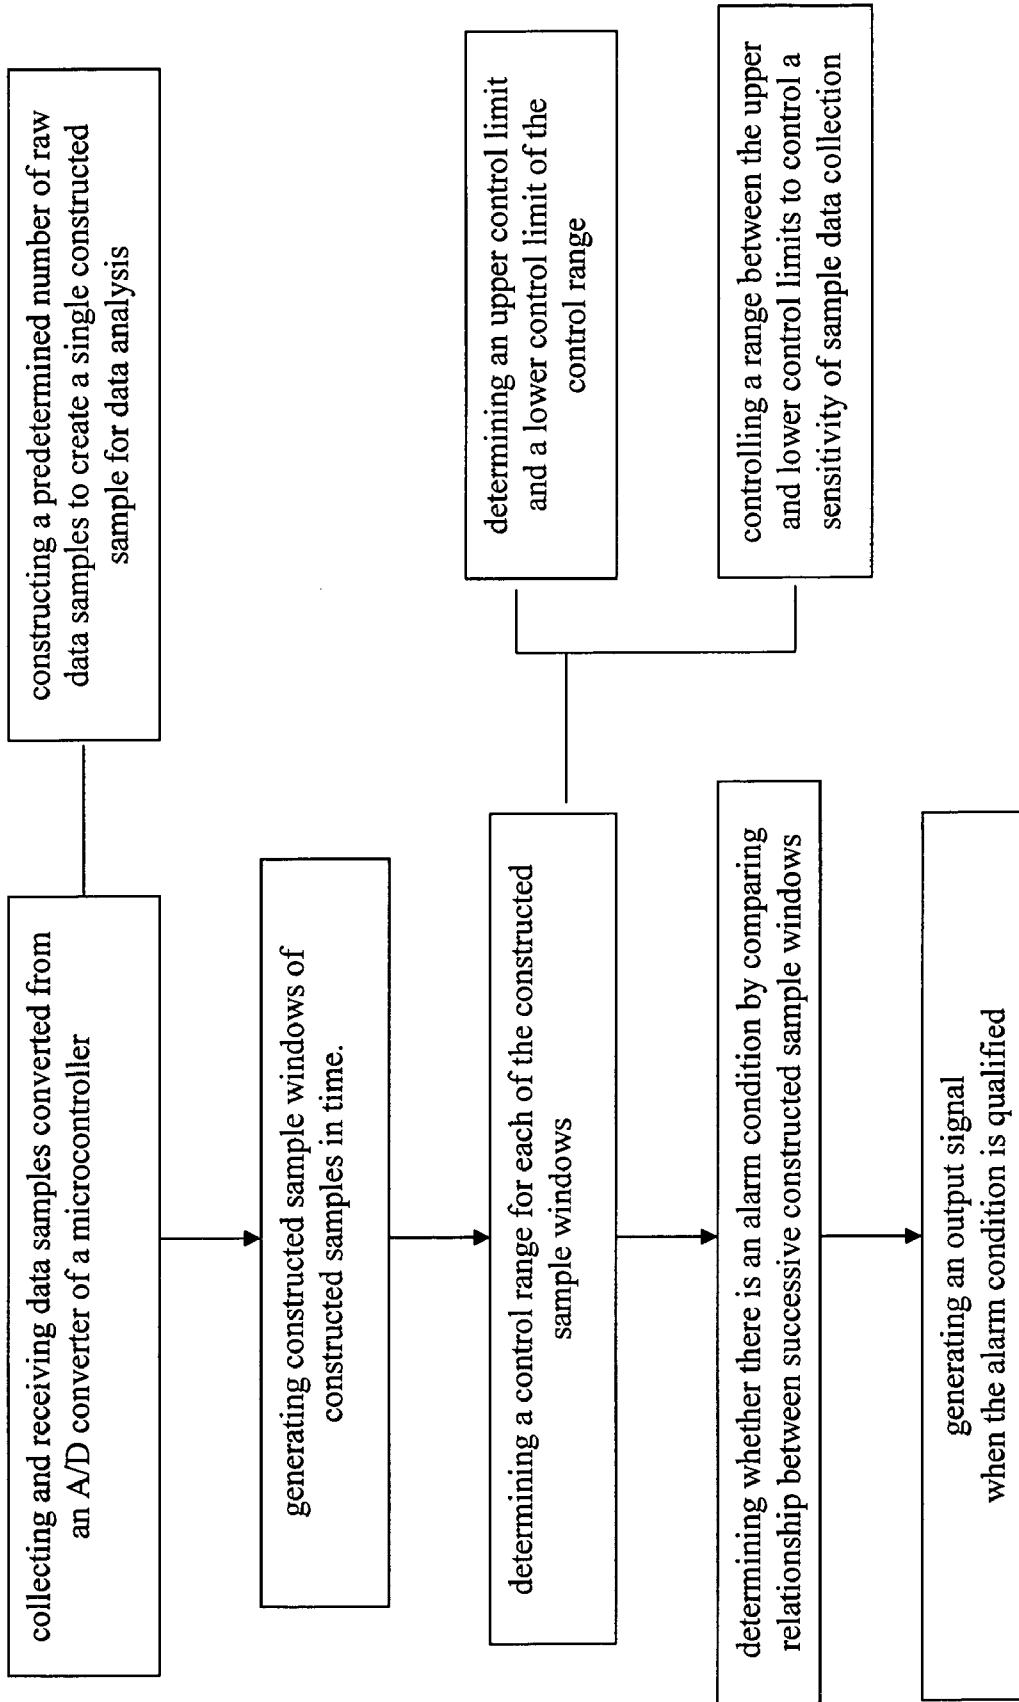 collecting and receiving data samples converted from
an A/D converter of a microcontroller
constructing a predetermined number of raw
data samples to create a single constructed
sample for data analysis
generating constructed sample windows of
constructed samples in time.
determining a control range for each of the constructed
sample windows
determining an upper control limit
and a lower control limit of the
control range
controlling a range between the upper
and lower control limits to control a
sensitivity of sample data collection
determining whether there is an alarm condition by comparing
relationship between successive constructed sample windows
generating an output signal
when the alarm condition is qualified